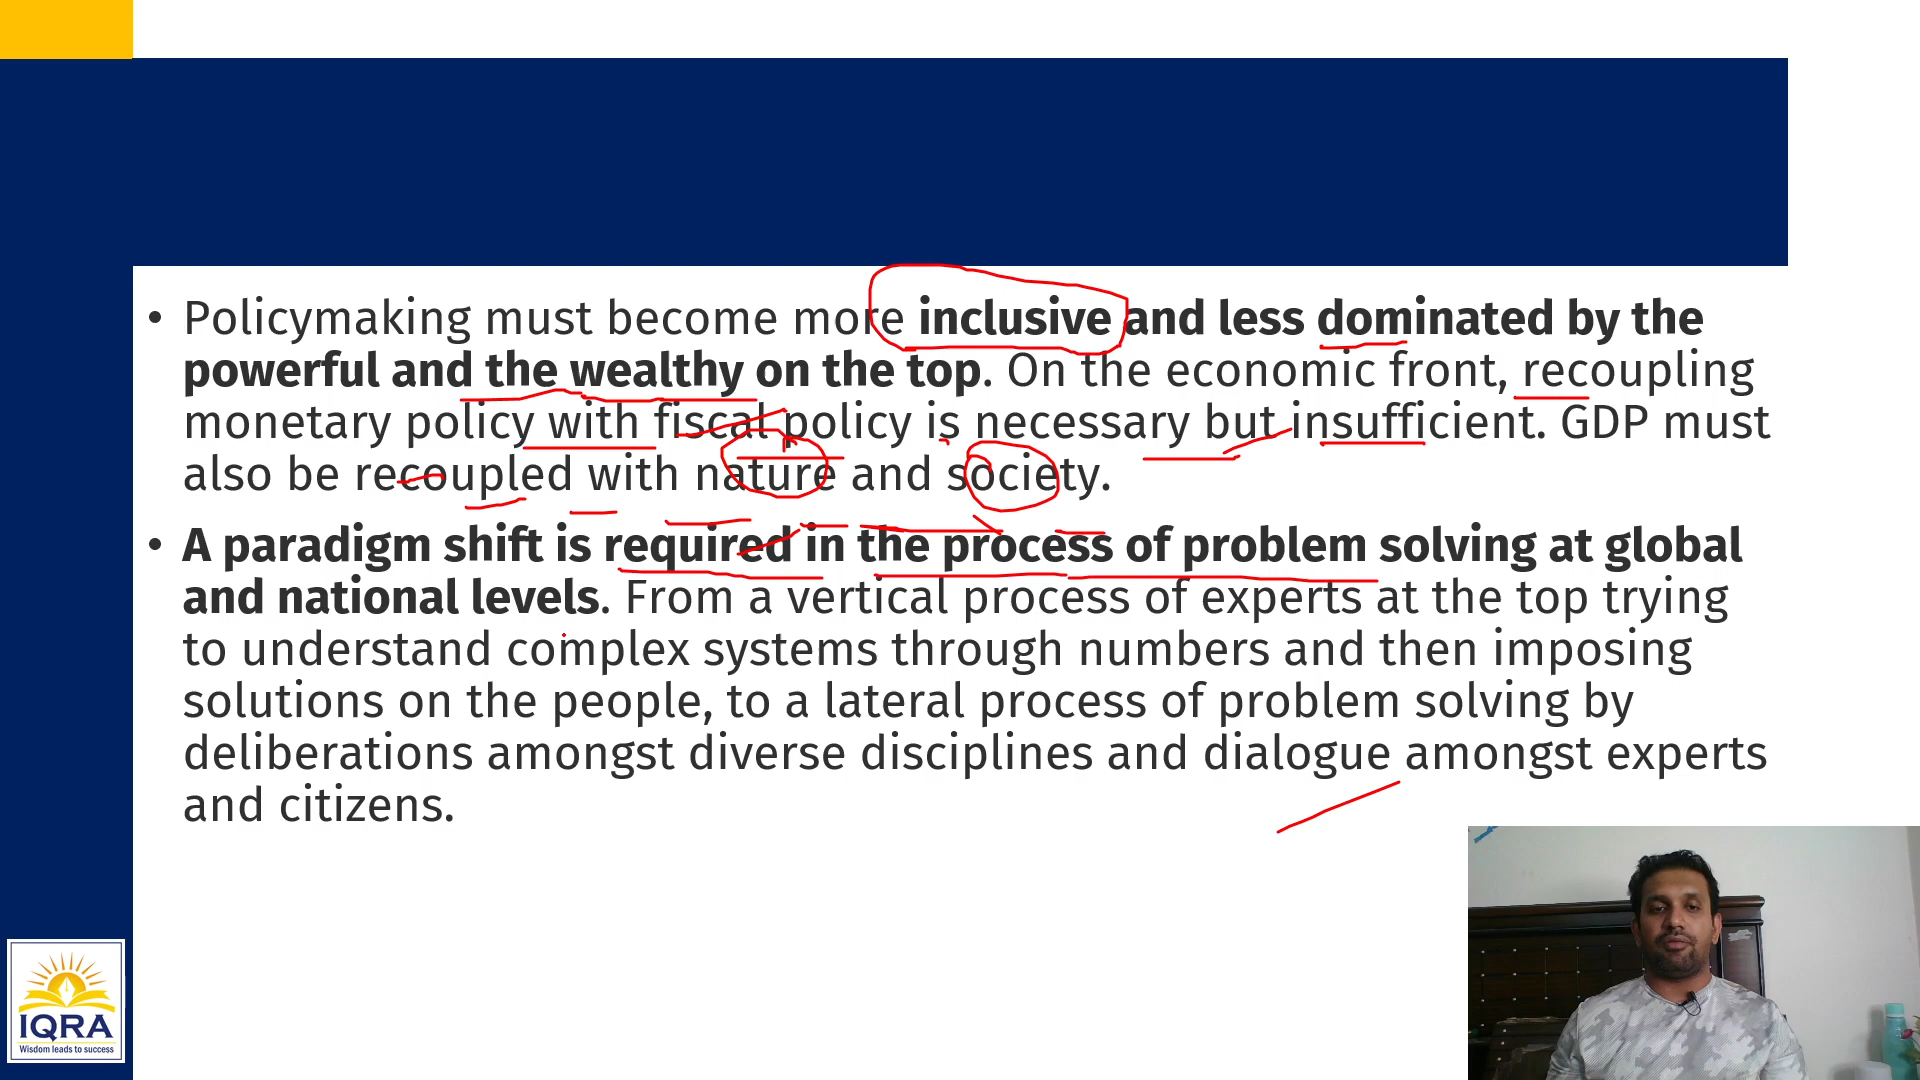 • Policymaking must become more inclusive and less dominated by the
powerful and the wealthy on the top. On the economic front, recoupling
monetary policy with fiscal policy is necessary but insufficient. GDP must
also be recoupled with nature and society.
• A paradigm shift is required in the process of problem solving at global
and national levels. From a vertical process of experts at the top trying
to understand complex systems through numbers and then imposing
solutions on the people, to a lateral process of problem solving by
deliberations amongst diverse disciplines and dialogue amongst experts
and citizens.
IQRA
Wisdom leads to success